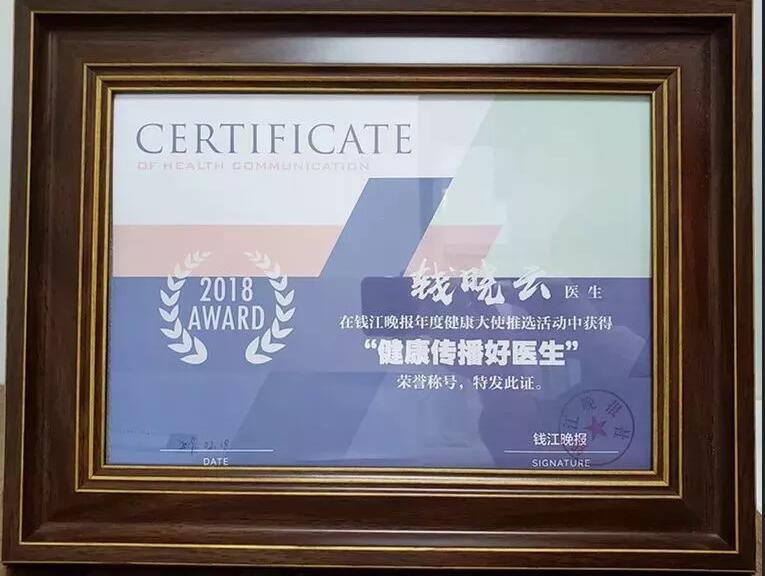 CERTIFICATE
OF HEALTH COMMUNICATION
2018
AWARD
钱晓云 医生
在钱江晚报年度健康大使推选活动中获得
“健康传播好医生”
荣誉称号，特发此证。
钱江晚报
DATE
SIGNATURE